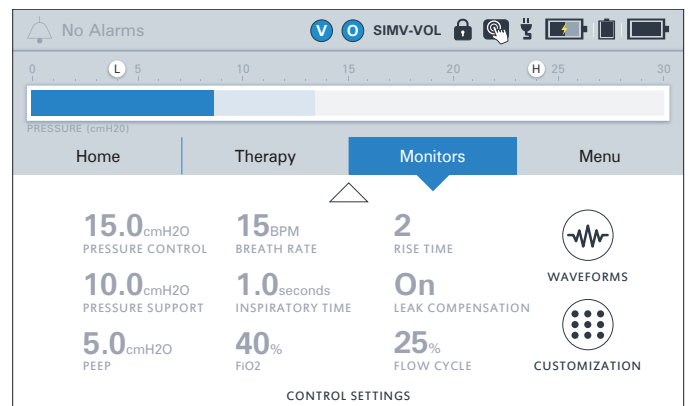 No Alarms V O SIMV-VOL
0 L 5 10 15 20 H 25 30
PRESSURE (cmH20)
Home Therapy Monitors Menu
15.0cmH2O 15BPM 2
PRESSURE CONTROL BREATH RATE RISE TIME
WAVEFORMS
10.0cmH2O 1.0seconds On
PRESSURE SUPPORT INSPIRATORY TIME LEAK COMPENSATION
5.0cmH2O 40% 25%
PEEP FiO2 FLOW CYCLE CUSTOMIZATION
CONTROL SETTINGS